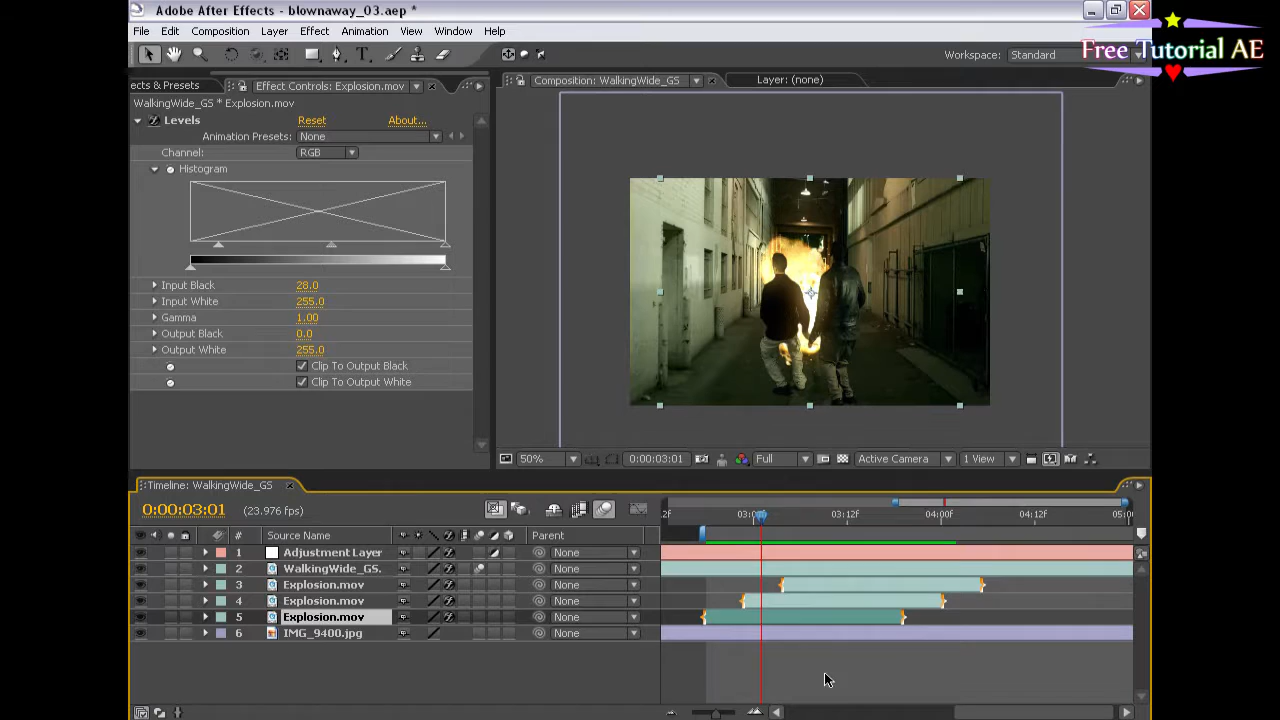 Adobe After Effects - blownaway_03.aep *
File Edit Composition Layer Effect Animation View Window Help
Workspace: Standard
Free Tutorial AE
ects & Presets Effect Controls: Explosion.mov
WalkingWide_GS * Explosion.mov
Levels Reset About...
Animation Presets: None
Channel: RGB
Histogram
Input Black 28.0
Input White 255.0
Gamma 1.00
Output Black 0.0
Output White 255.0
Clip To Output Black
Clip To Output White
Composition: WalkingWide_GS Layer: (none)
50% 0:00:03:01 Full Active Camera 1 View
Timeline: WalkingWide_GS
0:00:03:01 (23.976 fps)
2F 03:00 03:12F 04:00F 04:12F 05:0
# Source Name Parent
1 Adjustment Layer None
2 WalkingWide_GS. None
3 Explosion.mov None
4 Explosion.mov None
5 Explosion.mov None
6 IMG_9400.jpg None